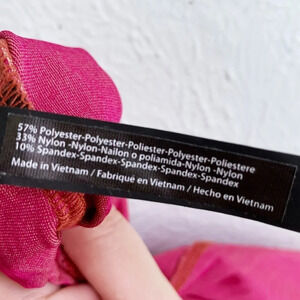 57% Polyester-Polyester-Poliester-Polyester-Poliestere
33% Nylon -Nylon-Nailon o poliamida-Nylon -Nylon
10% Spandex-Spandex-Spandex-Spandex-Spandex
Made in Vietnam / Fabriqué en Vietnam / Hecho en Vietnam